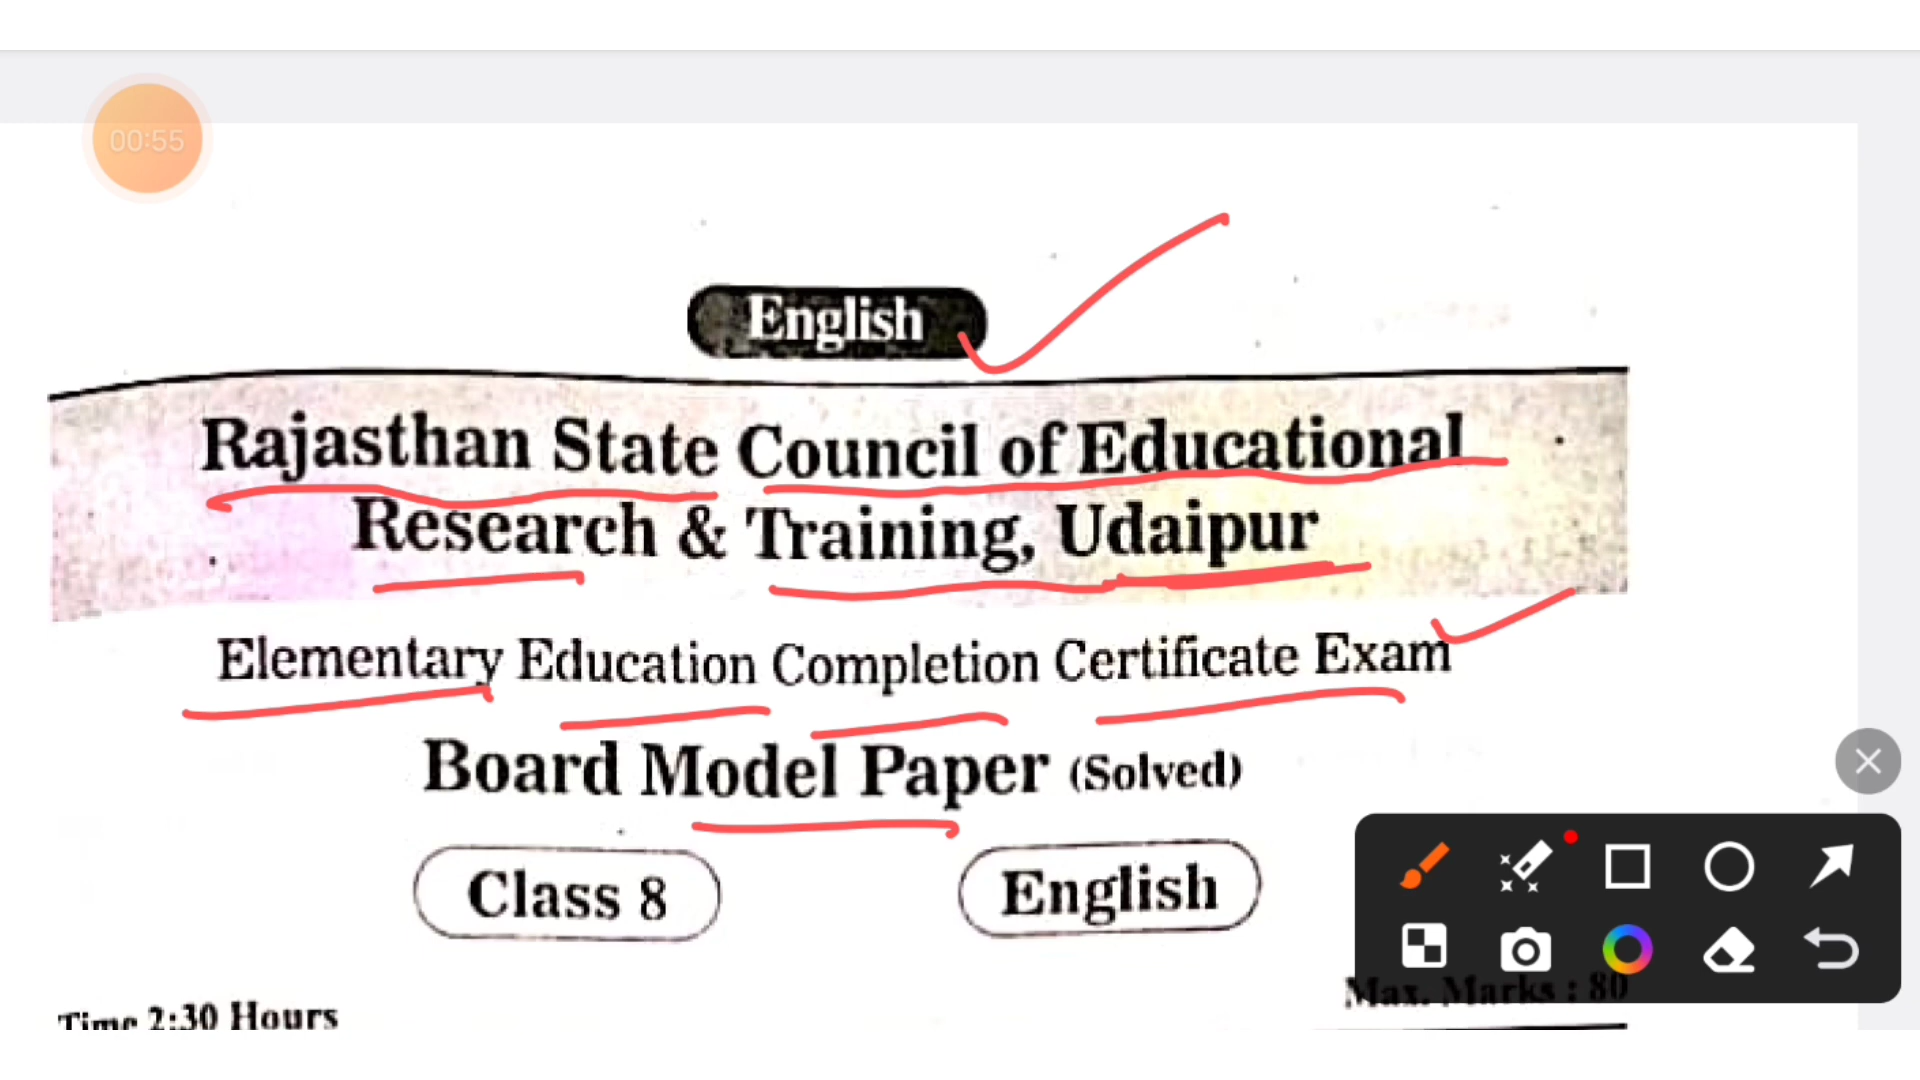 00:55
English
Rajasthan State Council of Educational
Research & Training, Udaipur
Elementary Education Completion Certificate Exam
Board Model Paper (Solved)
Class 8 English
Time 2:30 Hours Max. Marks : 80